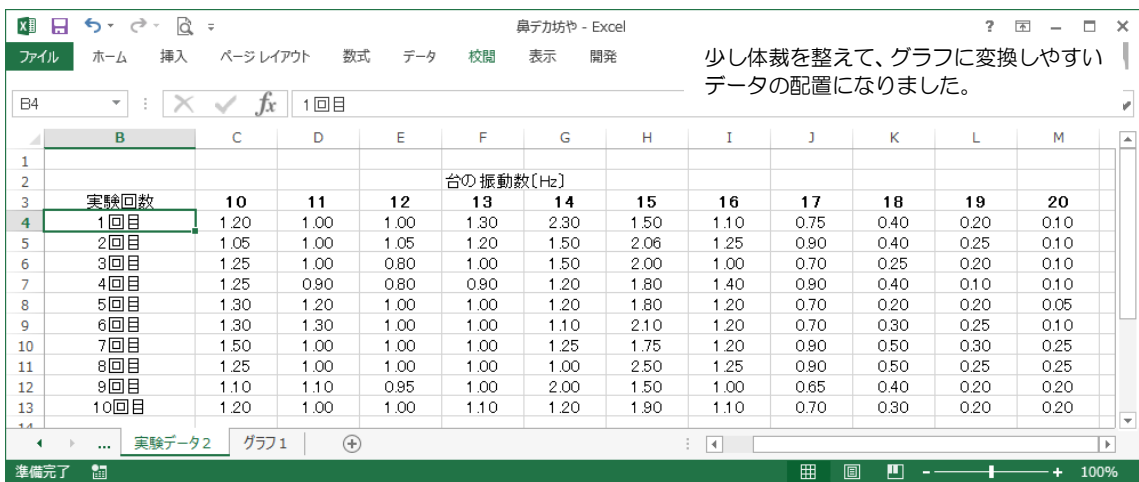 鼻デカ坊や - Excel
ファイル ホーム 挿入 ページ レイアウト 数式 データ 校閲 表示 開発
少し体裁を整えて、グラフに変換しやすい
データの配置になりました。
B4 fx 1回目
B C D E F G H I J K L M
1
2 台の振動数〔Hz〕
3 実験回数 10 11 12 13 14 15 16 17 18 19 20
4 1回目 1.20 1.00 1.00 1.30 2.30 1.50 1.10 0.75 0.40 0.20 0.10
5 2回目 1.05 1.00 1.05 1.20 1.50 2.06 1.25 0.90 0.40 0.25 0.10
6 3回目 1.25 1.00 0.80 1.00 1.50 2.00 1.00 0.70 0.25 0.20 0.10
7 4回目 1.25 0.90 0.80 0.90 1.20 1.80 1.40 0.90 0.40 0.10 0.10
8 5回目 1.30 1.20 1.00 1.00 1.20 1.80 1.20 0.70 0.20 0.20 0.05
9 6回目 1.30 1.30 1.00 1.00 1.10 2.10 1.20 0.70 0.30 0.25 0.10
10 7回目 1.50 1.00 1.00 1.00 1.25 1.75 1.20 0.90 0.50 0.30 0.25
11 8回目 1.25 1.00 1.00 1.00 1.00 2.50 1.25 0.90 0.50 0.25 0.25
12 9回目 1.10 1.10 0.95 1.00 2.00 1.50 1.00 0.65 0.40 0.20 0.20
13 10回目 1.20 1.00 1.00 1.10 1.20 1.90 1.10 0.70 0.30 0.20 0.20
14
... 実験データ2 グラフ1
準備完了 100%